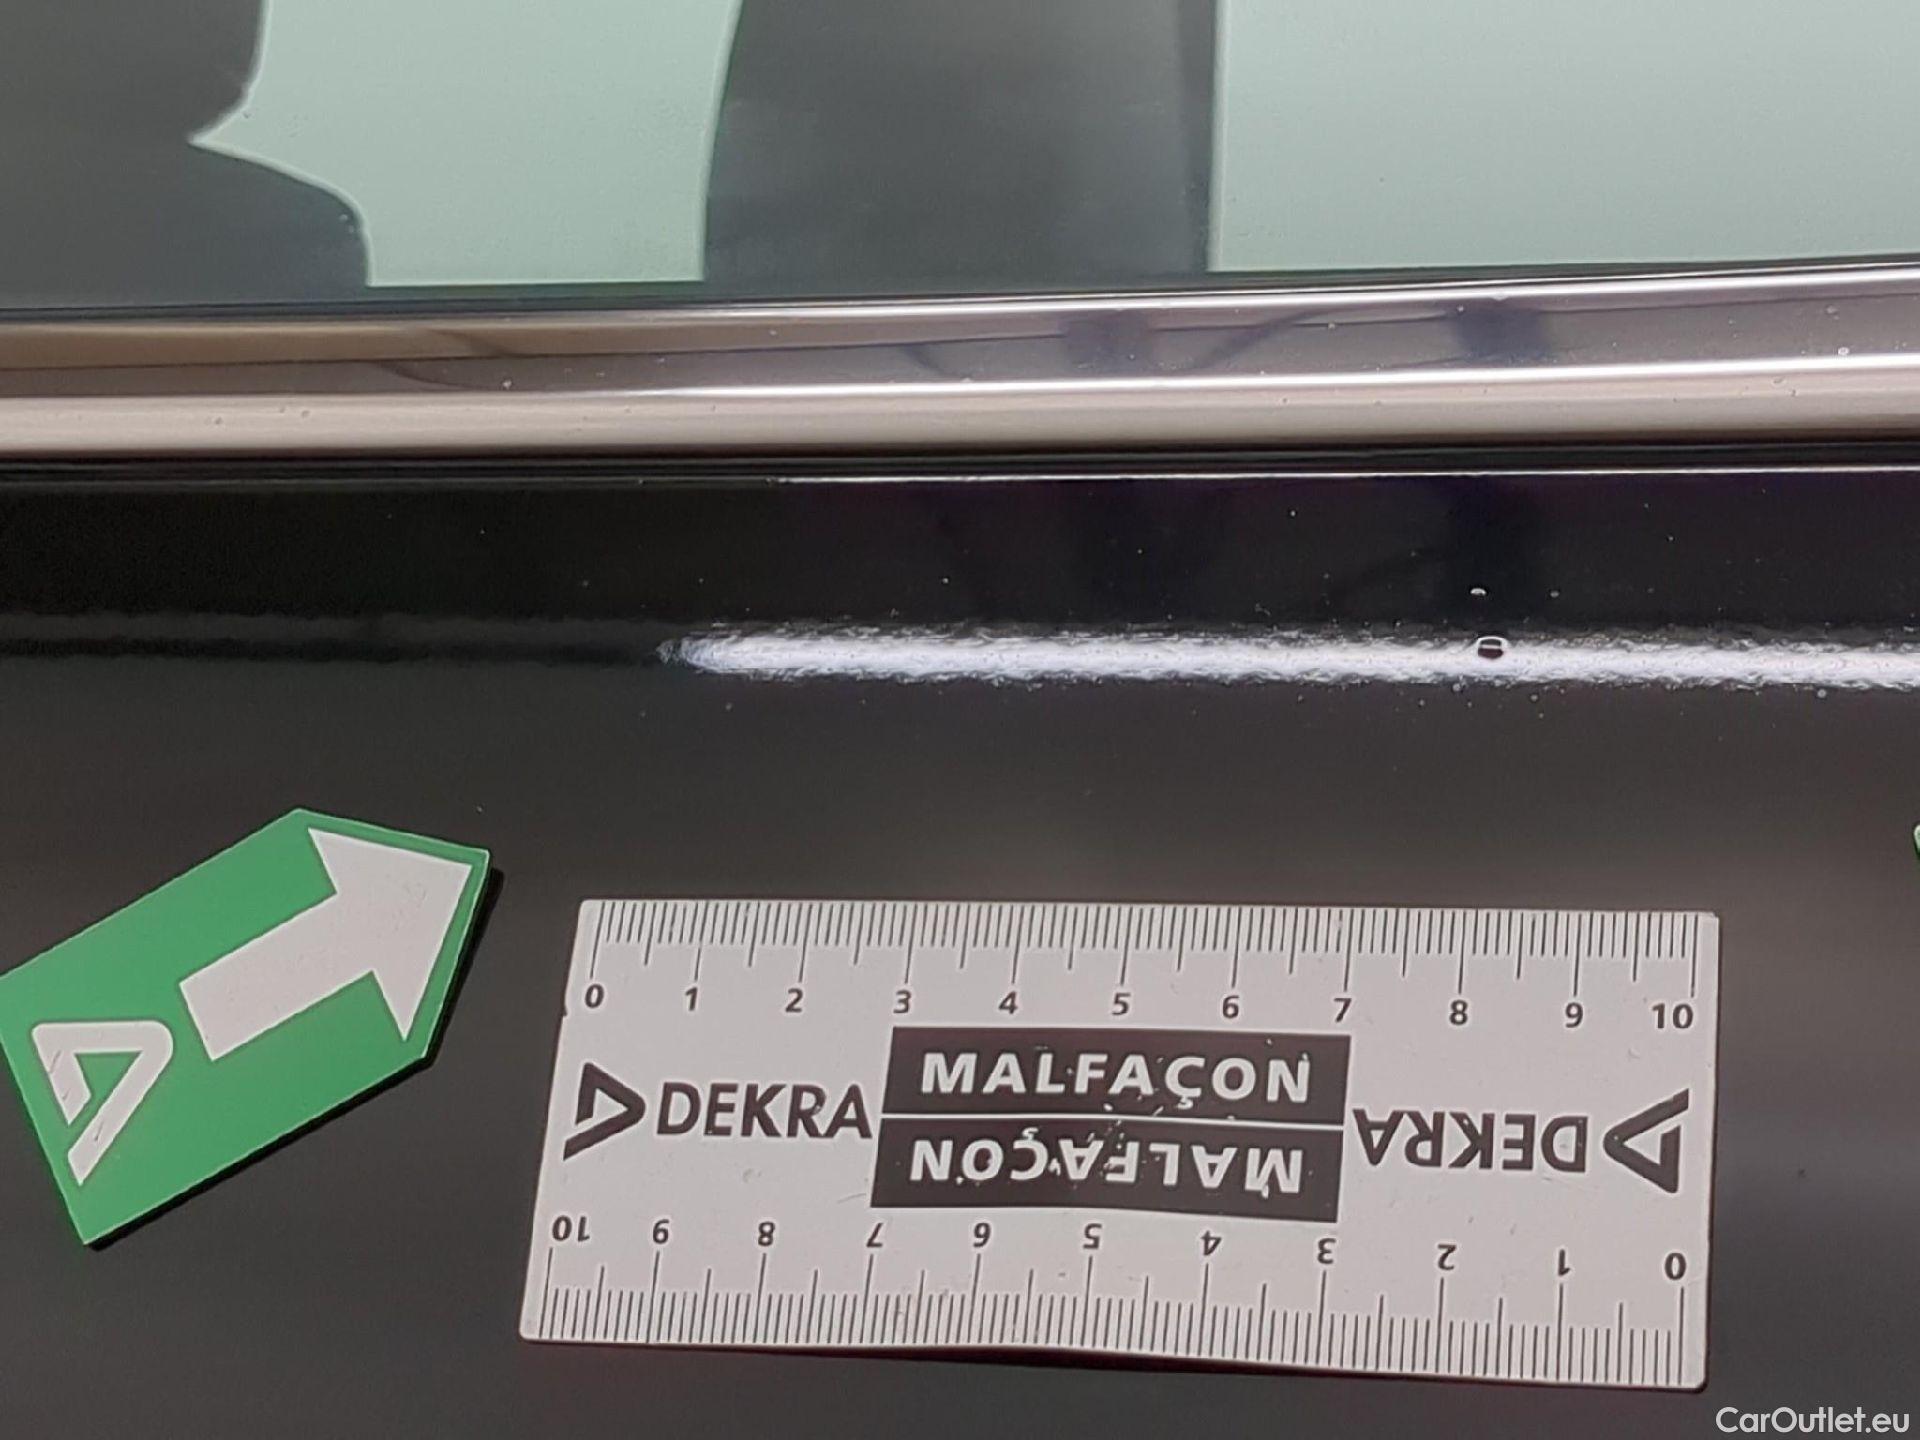 0 1 2 3 4 5 6 7 8 9 10
DEKRA MALFAÇON DEKRA
MALFAÇON
10 9 8 7 6 5 4 3 2 1 0
CarOutlet.eu